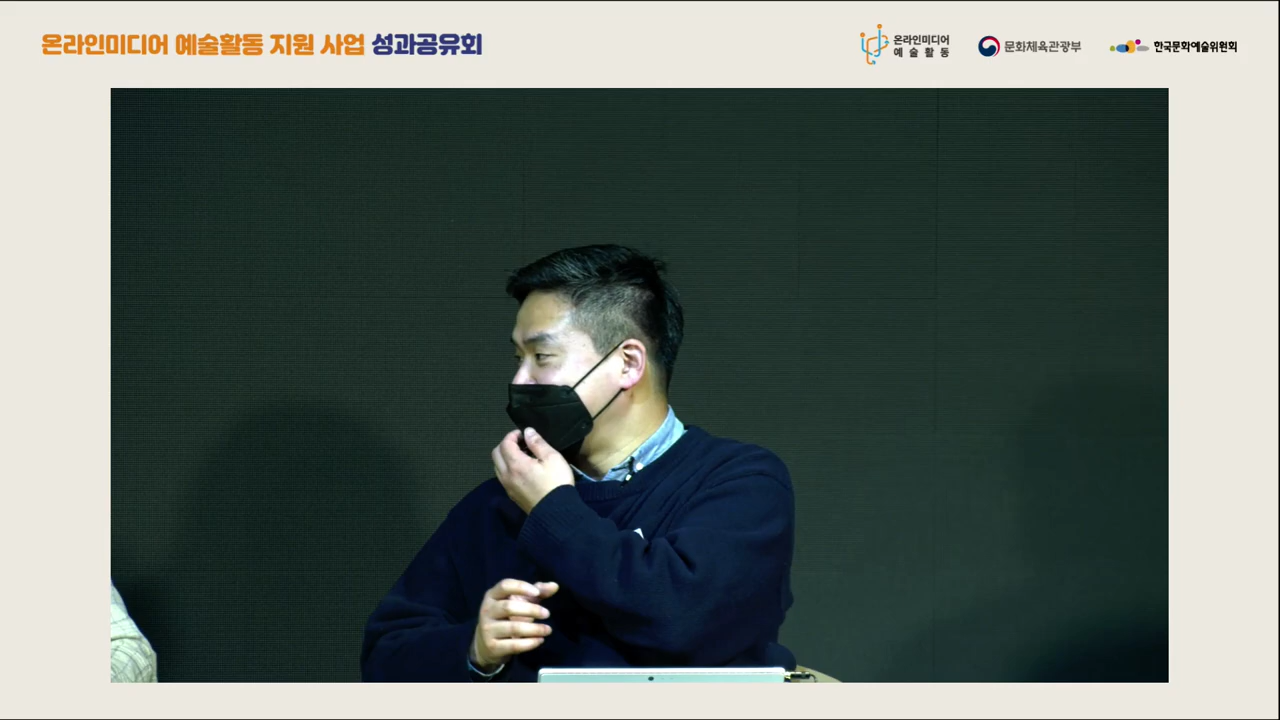 온라인미디어 예술활동 지원 사업 성과공유회
온라인미디어
예술활동
문화체육관광부
한국문화예술위원회